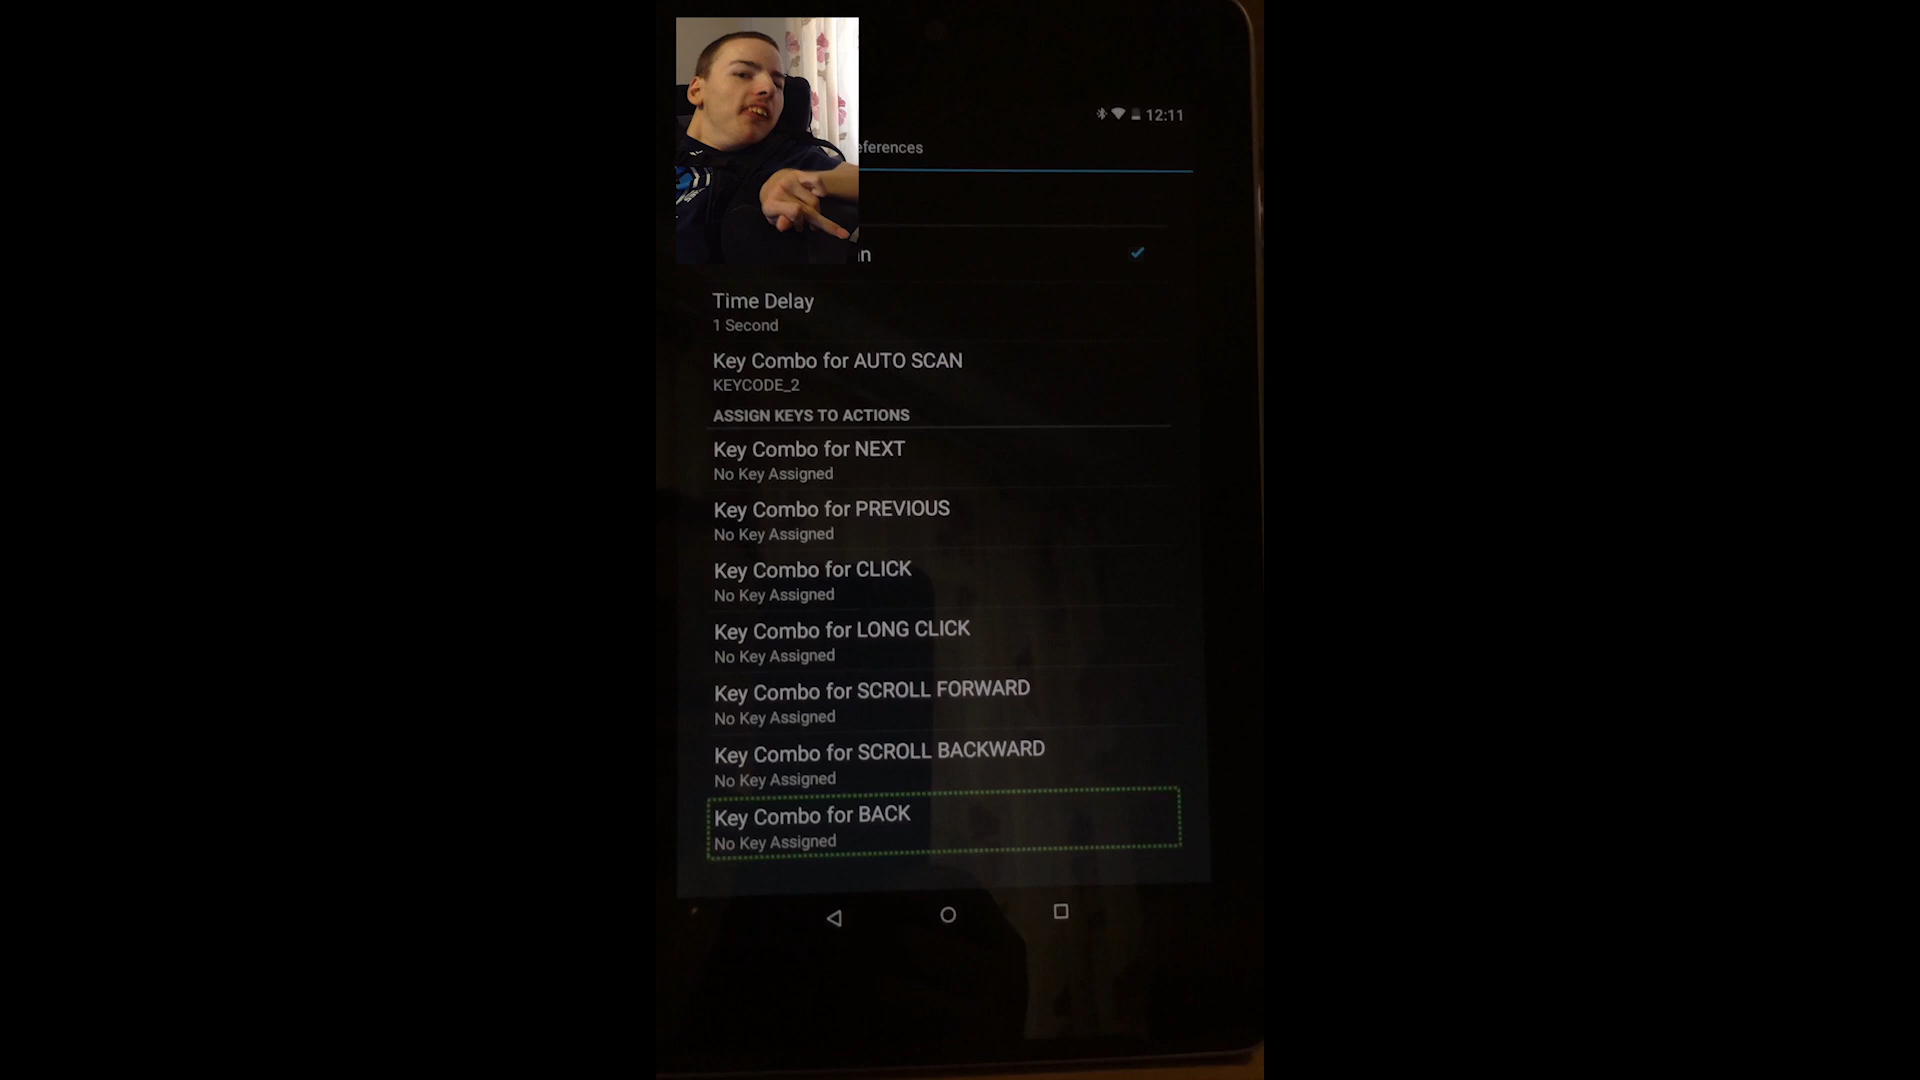 12:11
eferences
n
Time Delay
1 Second
Key Combo for AUTO SCAN
KEYCODE_2
ASSIGN KEYS TO ACTIONS
Key Combo for NEXT
No Key Assigned
Key Combo for PREVIOUS
No Key Assigned
Key Combo for CLICK
No Key Assigned
Key Combo for LONG CLICK
No Key Assigned
Key Combo for SCROLL FORWARD
No Key Assigned
Key Combo for SCROLL BACKWARD
No Key Assigned
Key Combo for BACK
No Key Assigned